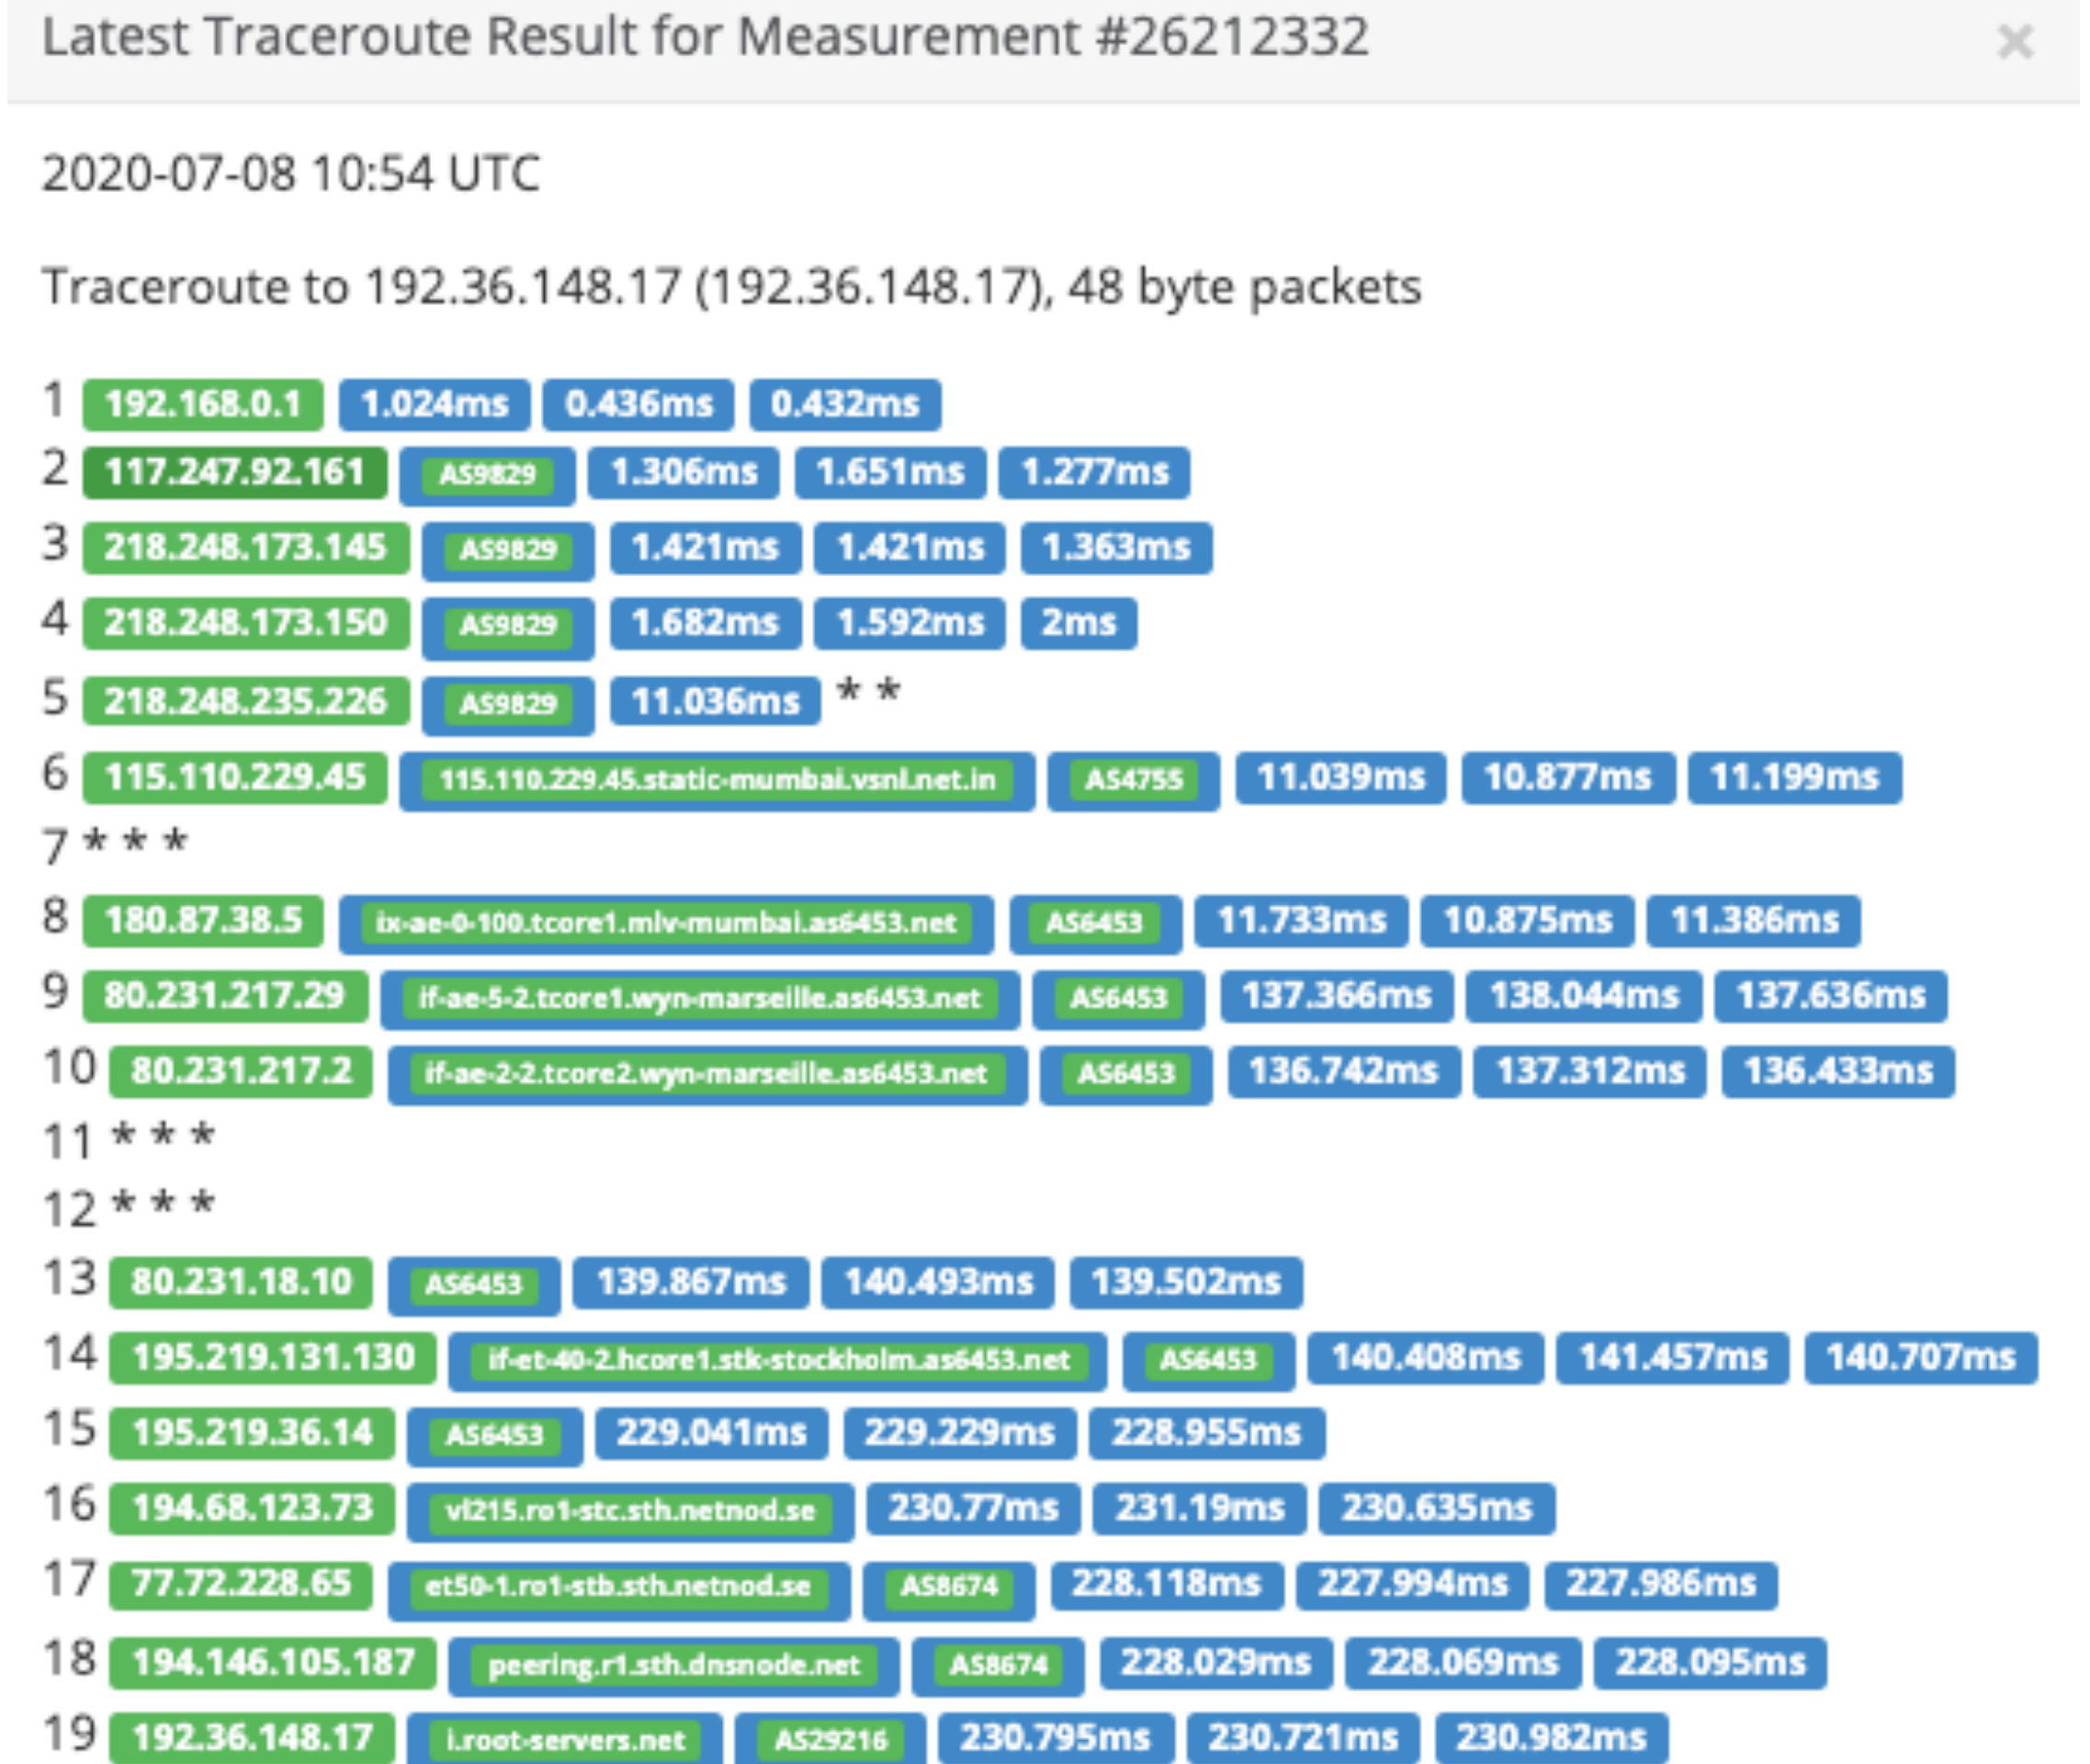 Latest Traceroute Result for Measurement #26212332 ×
2020-07-08 10:54 UTC
Traceroute to 192.36.148.17 (192.36.148.17), 48 byte packets
1 192.168.0.1 1.024ms 0.436ms 0.432ms
2 117.247.92.161 AS9829 1.306ms 1.651ms 1.277ms
3 218.248.173.145 AS9829 1.421ms 1.421ms 1.363ms
4 218.248.173.150 AS9829 1.682ms 1.592ms 2ms
5 218.248.235.226 AS9829 11.036ms * *
6 115.110.229.45 115.110.229.45.static-mumbai.vsnl.net.in AS4755 11.039ms 10.877ms 11.199ms
7 * * *
8 180.87.38.5 ix-ae-0-100.tcore1.mlv-mumbai.as6453.net AS6453 11.733ms 10.875ms 11.386ms
9 80.231.217.29 if-ae-5-2.tcore1.wyn-marseille.as6453.net AS6453 137.366ms 138.044ms 137.636ms
10 80.231.217.2 if-ae-2-2.tcore2.wyn-marseille.as6453.net AS6453 136.742ms 137.312ms 136.433ms
11 * * *
12 * * *
13 80.231.18.10 AS6453 139.867ms 140.493ms 139.502ms
14 195.219.131.130 if-et-40-2.hcore1.stk-stockholm.as6453.net AS6453 140.408ms 141.457ms 140.707ms
15 195.219.36.14 AS6453 229.041ms 229.229ms 228.955ms
16 194.68.123.73 vl215.ro1-stc.sth.netnod.se 230.77ms 231.19ms 230.635ms
17 77.72.228.65 et50-1.ro1-stb.sth.netnod.se AS8674 228.118ms 227.994ms 227.986ms
18 194.146.105.187 peering.r1.sth.dnsnode.net AS8674 228.029ms 228.069ms 228.095ms
19 192.36.148.17 i.root-servers.net AS29216 230.795ms 230.721ms 230.982ms